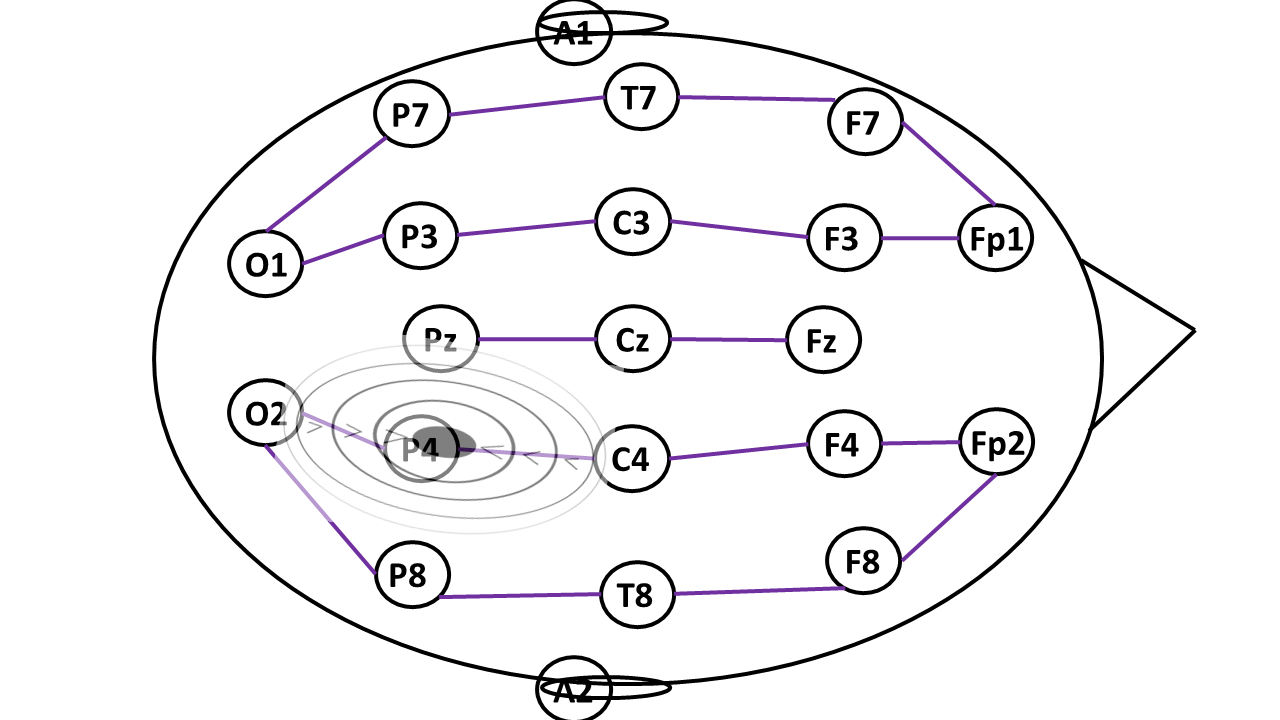 A1
P7 T7 F7
O1 P3 C3 F3 Fp1
Pz Cz Fz
O2 P4 C4 F4 Fp2
P8 T8 F8
A2